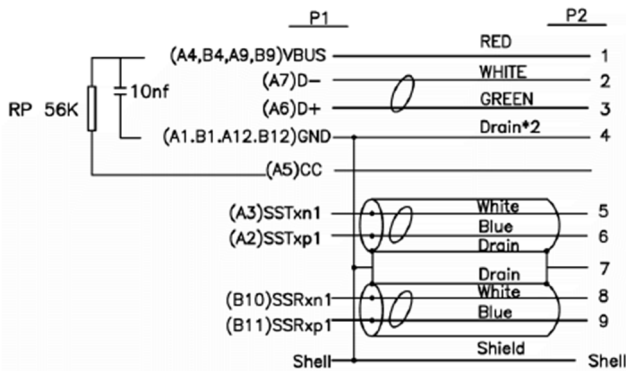 P1 P2
(A4,B4,A9,B9)VBUS RED 1
(A7)D- WHITE 2
10nf
RP 56K (A6)D+ GREEN 3
(A1.B1.A12.B12)GND Drain*2 4
(A5)CC
(A3)SSTxn1 White 5
(A2)SSTxp1 Blue 6
Drain
7
Drain
(B10)SSRxn1 White 8
(B11)SSRxp1 Blue 9
Shield
Shell Shell